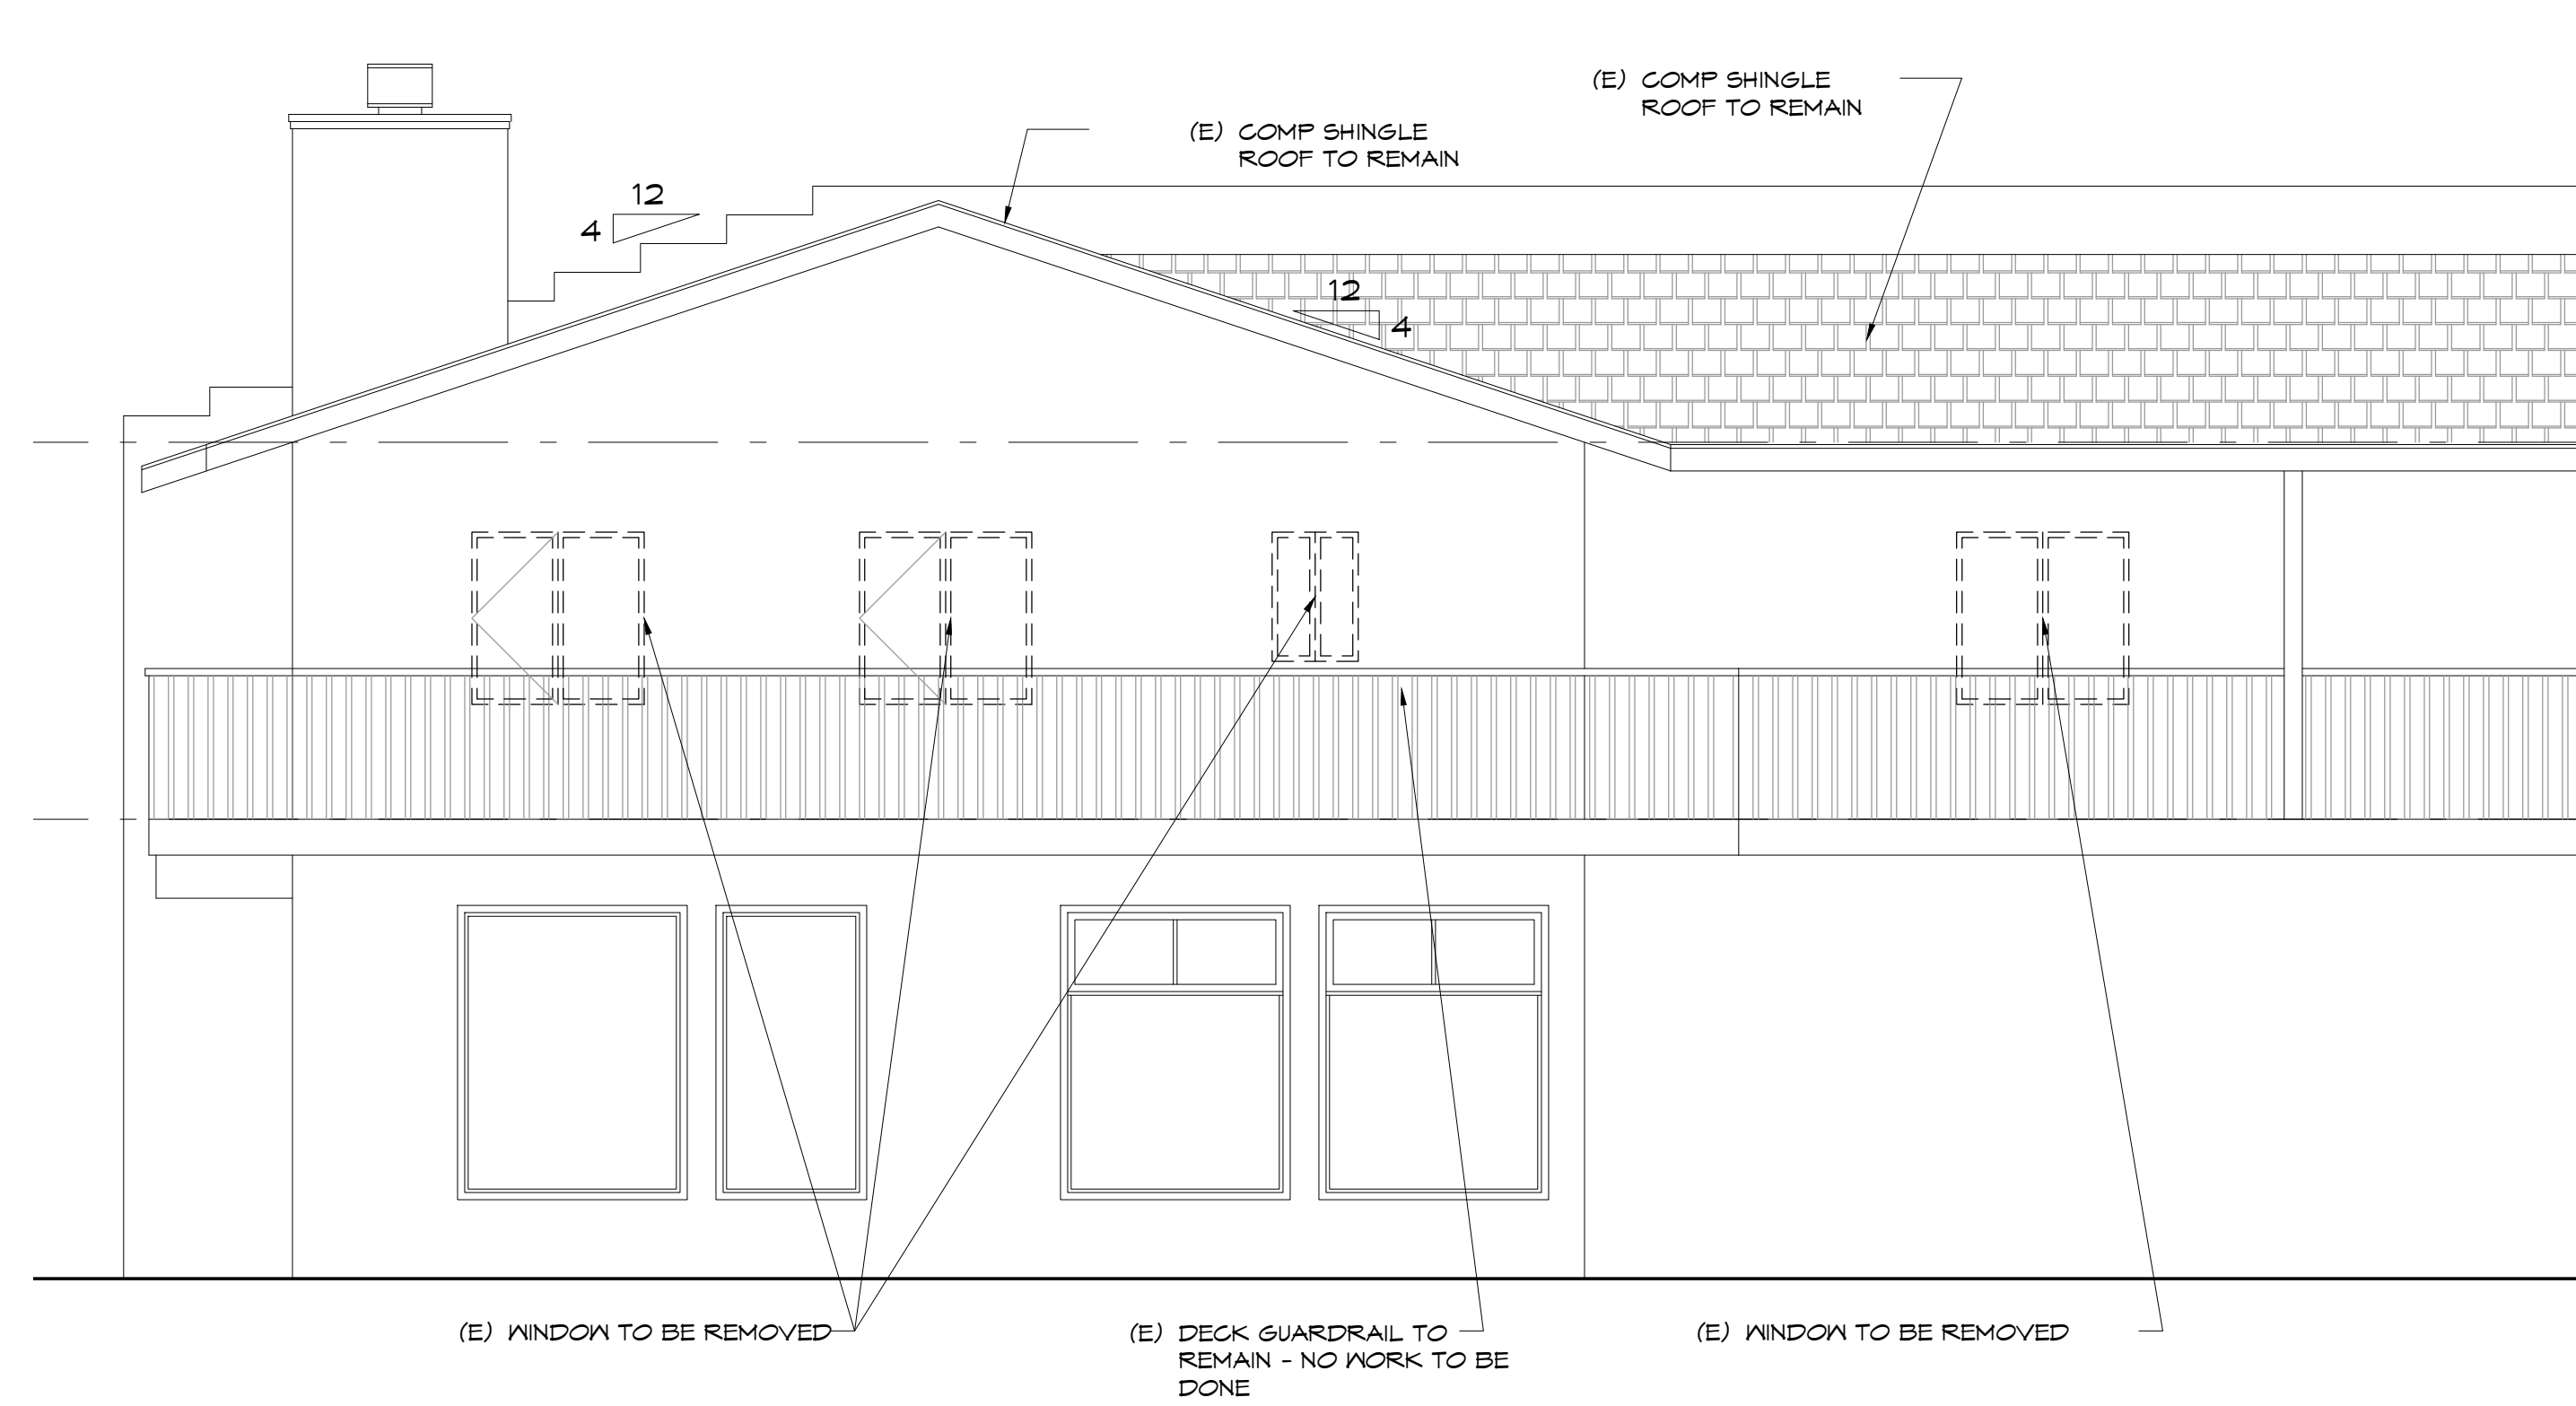 (E) COMP SHINGLE
ROOF TO REMAIN
(E) COMP SHINGLE
ROOF TO REMAIN
12
4
12
4
(E) WINDOW TO BE REMOVED
(E) DECK GUARDRAIL TO
REMAIN - NO WORK TO BE
DONE
(E) WINDOW TO BE REMOVED